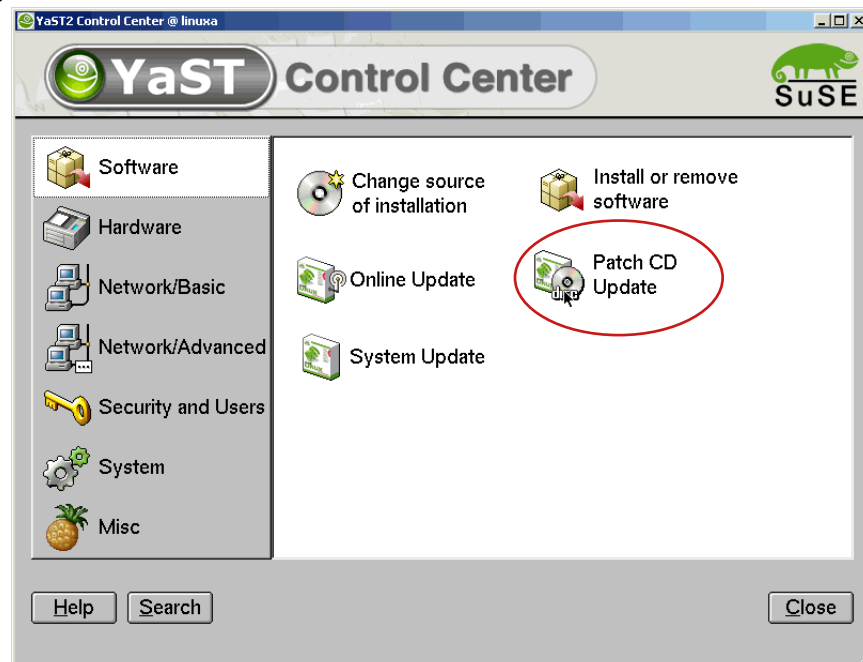 YaST2 Control Center @ linuxa
YaST Control Center
SuSE
Software
Hardware
Network/Basic
Network/Advanced
Security and Users
System
Misc
Change source
of installation
Install or remove
software
Online Update
Patch CD
Update
System Update
Help
Search
Close